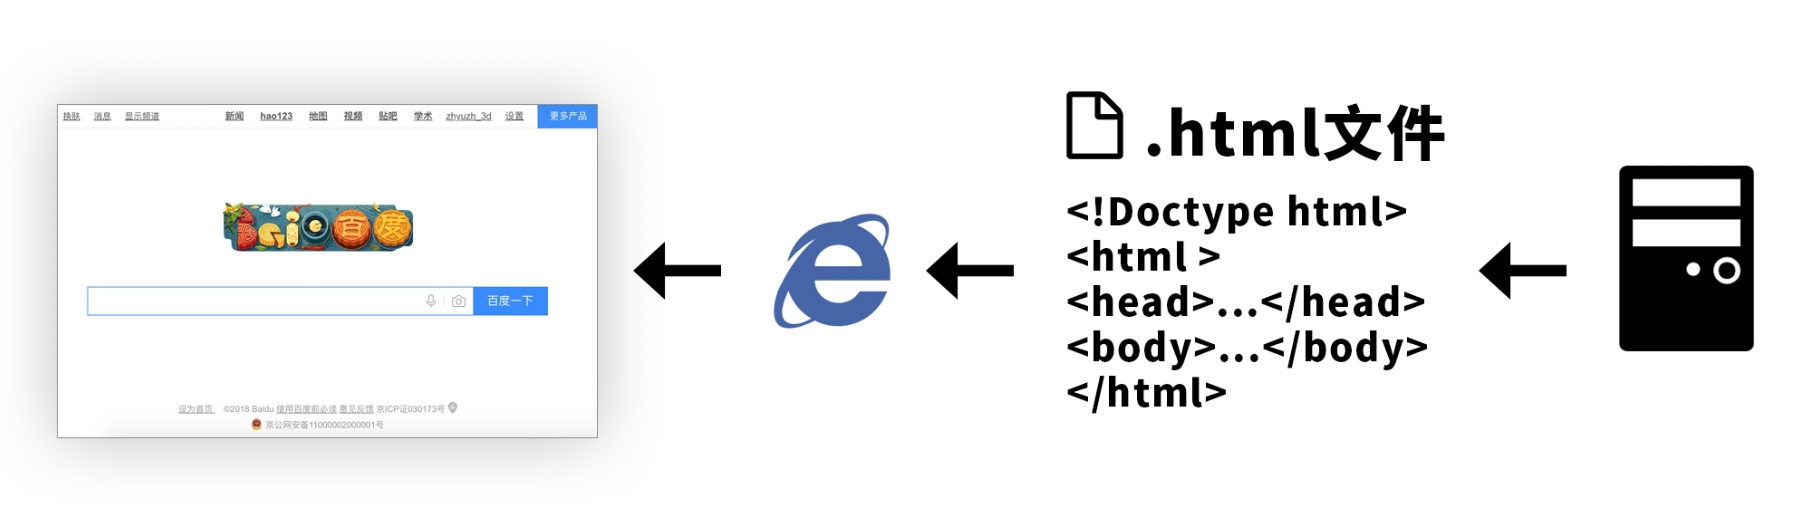 换肤 消息 显示频道 新闻 hao123 地图 视频 贴吧 学术 zhyuzh_3d 设置 更多产品
百度
百度一下
设为首页 ©2018 Baidu 使用百度前必读 意见反馈 京ICP证030173号
京公网安备11000002000001号
.html文件
<!Doctype html>
<html >
<head>...</head>
<body>...</body>
</html>